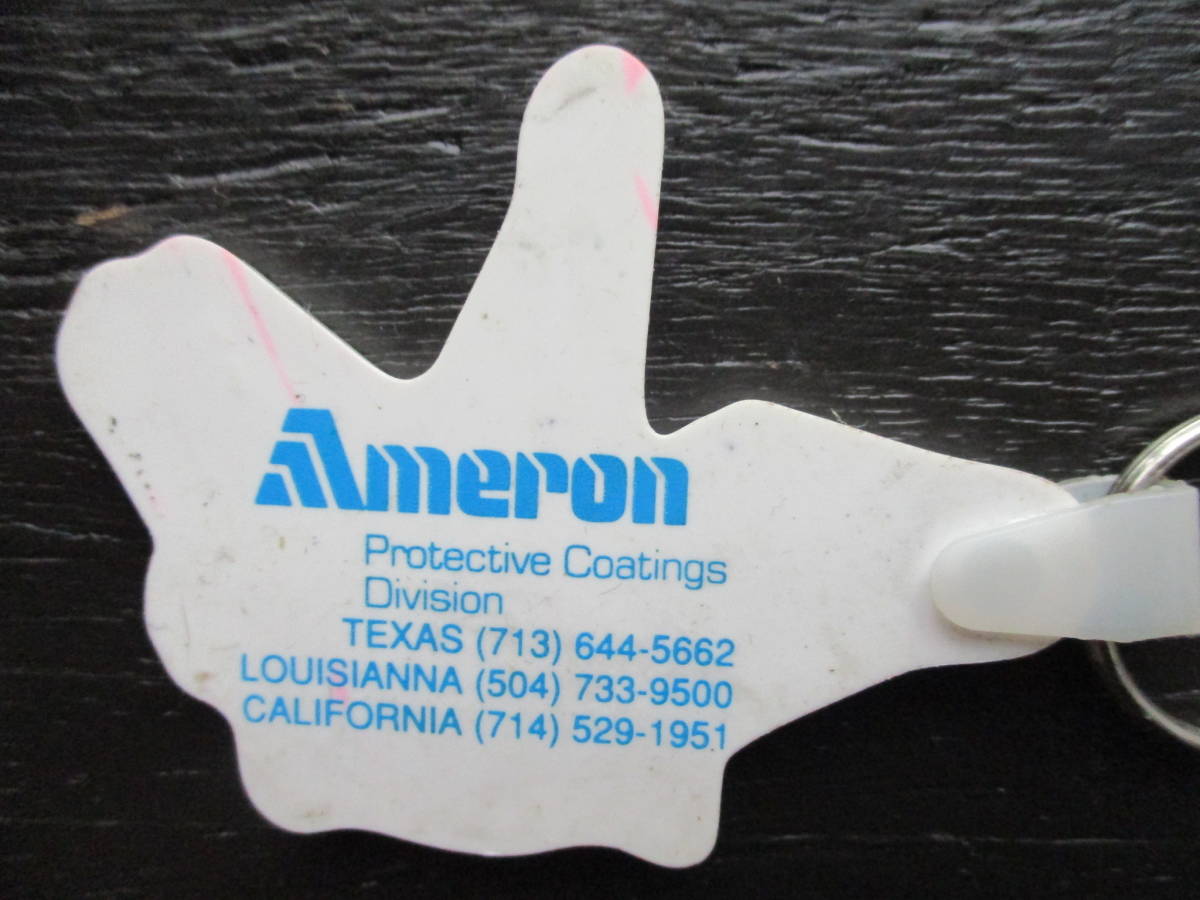 Ameron
Protective Coatings
Division
TEXAS (713) 644-5662
LOUISIANNA (504) 733-9500
CALIFORNIA (714) 529-1951